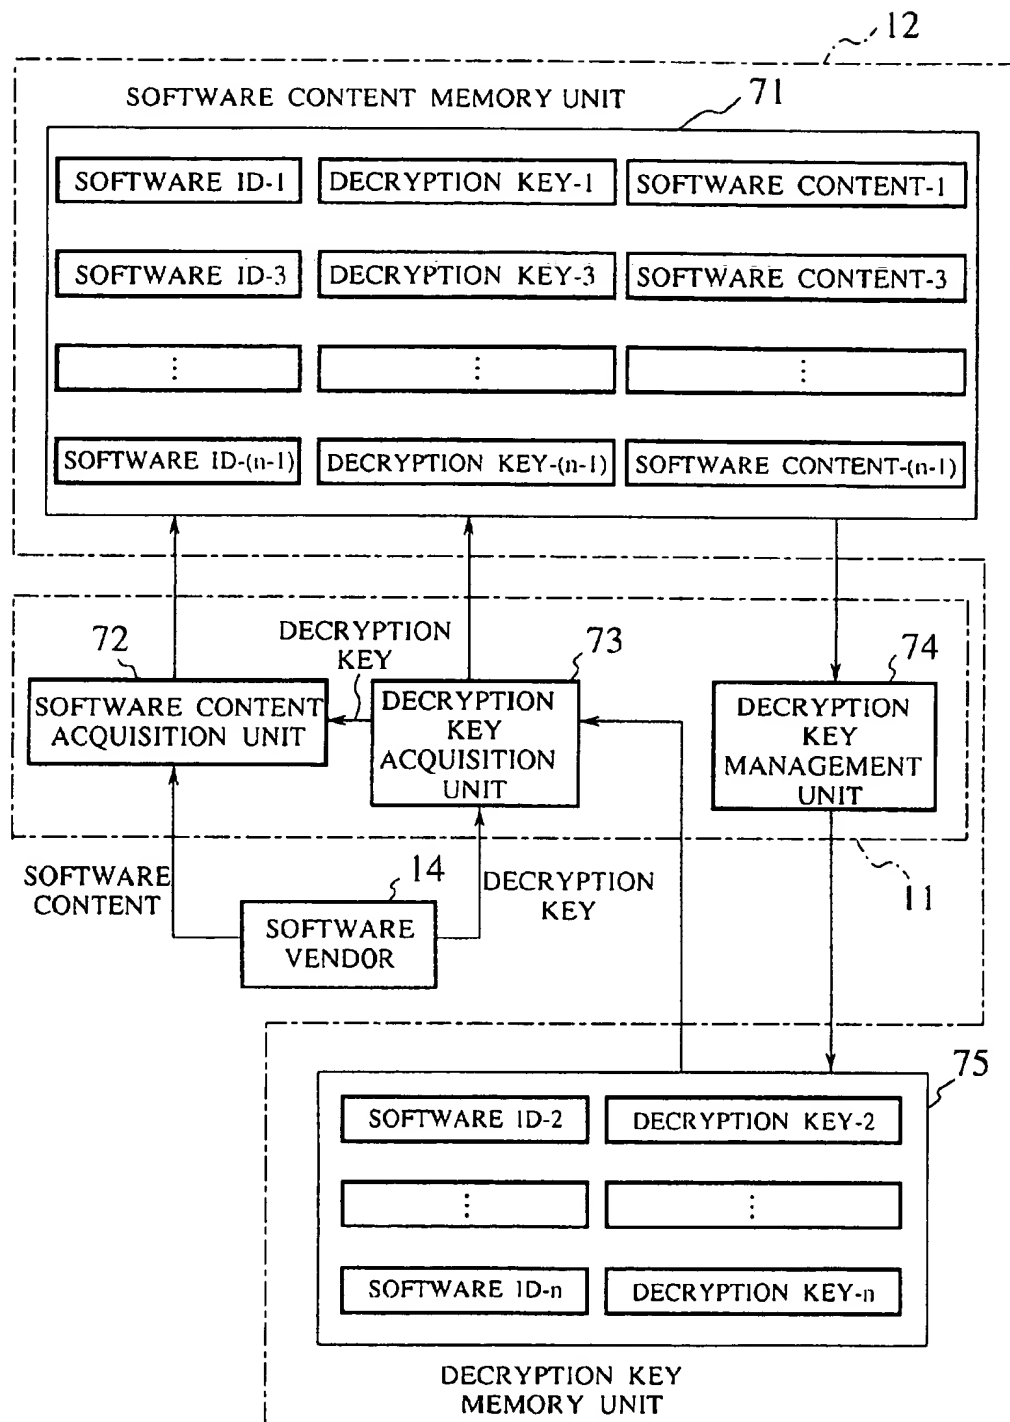 12
SOFTWARE CONTENT MEMORY UNIT
71
SOFTWARE ID-1
DECRYPTION KEY-1
SOFTWARE CONTENT-1
SOFTWARE ID-3
DECRYPTION KEY-3
SOFTWARE CONTENT-3
⋮
⋮
⋮
SOFTWARE ID-(n-1)
DECRYPTION KEY-(n-1)
SOFTWARE CONTENT-(n-1)
72
DECRYPTION
KEY
73
74
SOFTWARE CONTENT
ACQUISITION UNIT
DECRYPTION
KEY
ACQUISITION
UNIT
DECRYPTION
KEY
MANAGEMENT
UNIT
SOFTWARE
CONTENT
14
DECRYPTION
KEY
11
SOFTWARE
VENDOR
75
SOFTWARE ID-2
DECRYPTION KEY-2
⋮
⋮
SOFTWARE ID-n
DECRYPTION KEY-n
DECRYPTION KEY
MEMORY UNIT